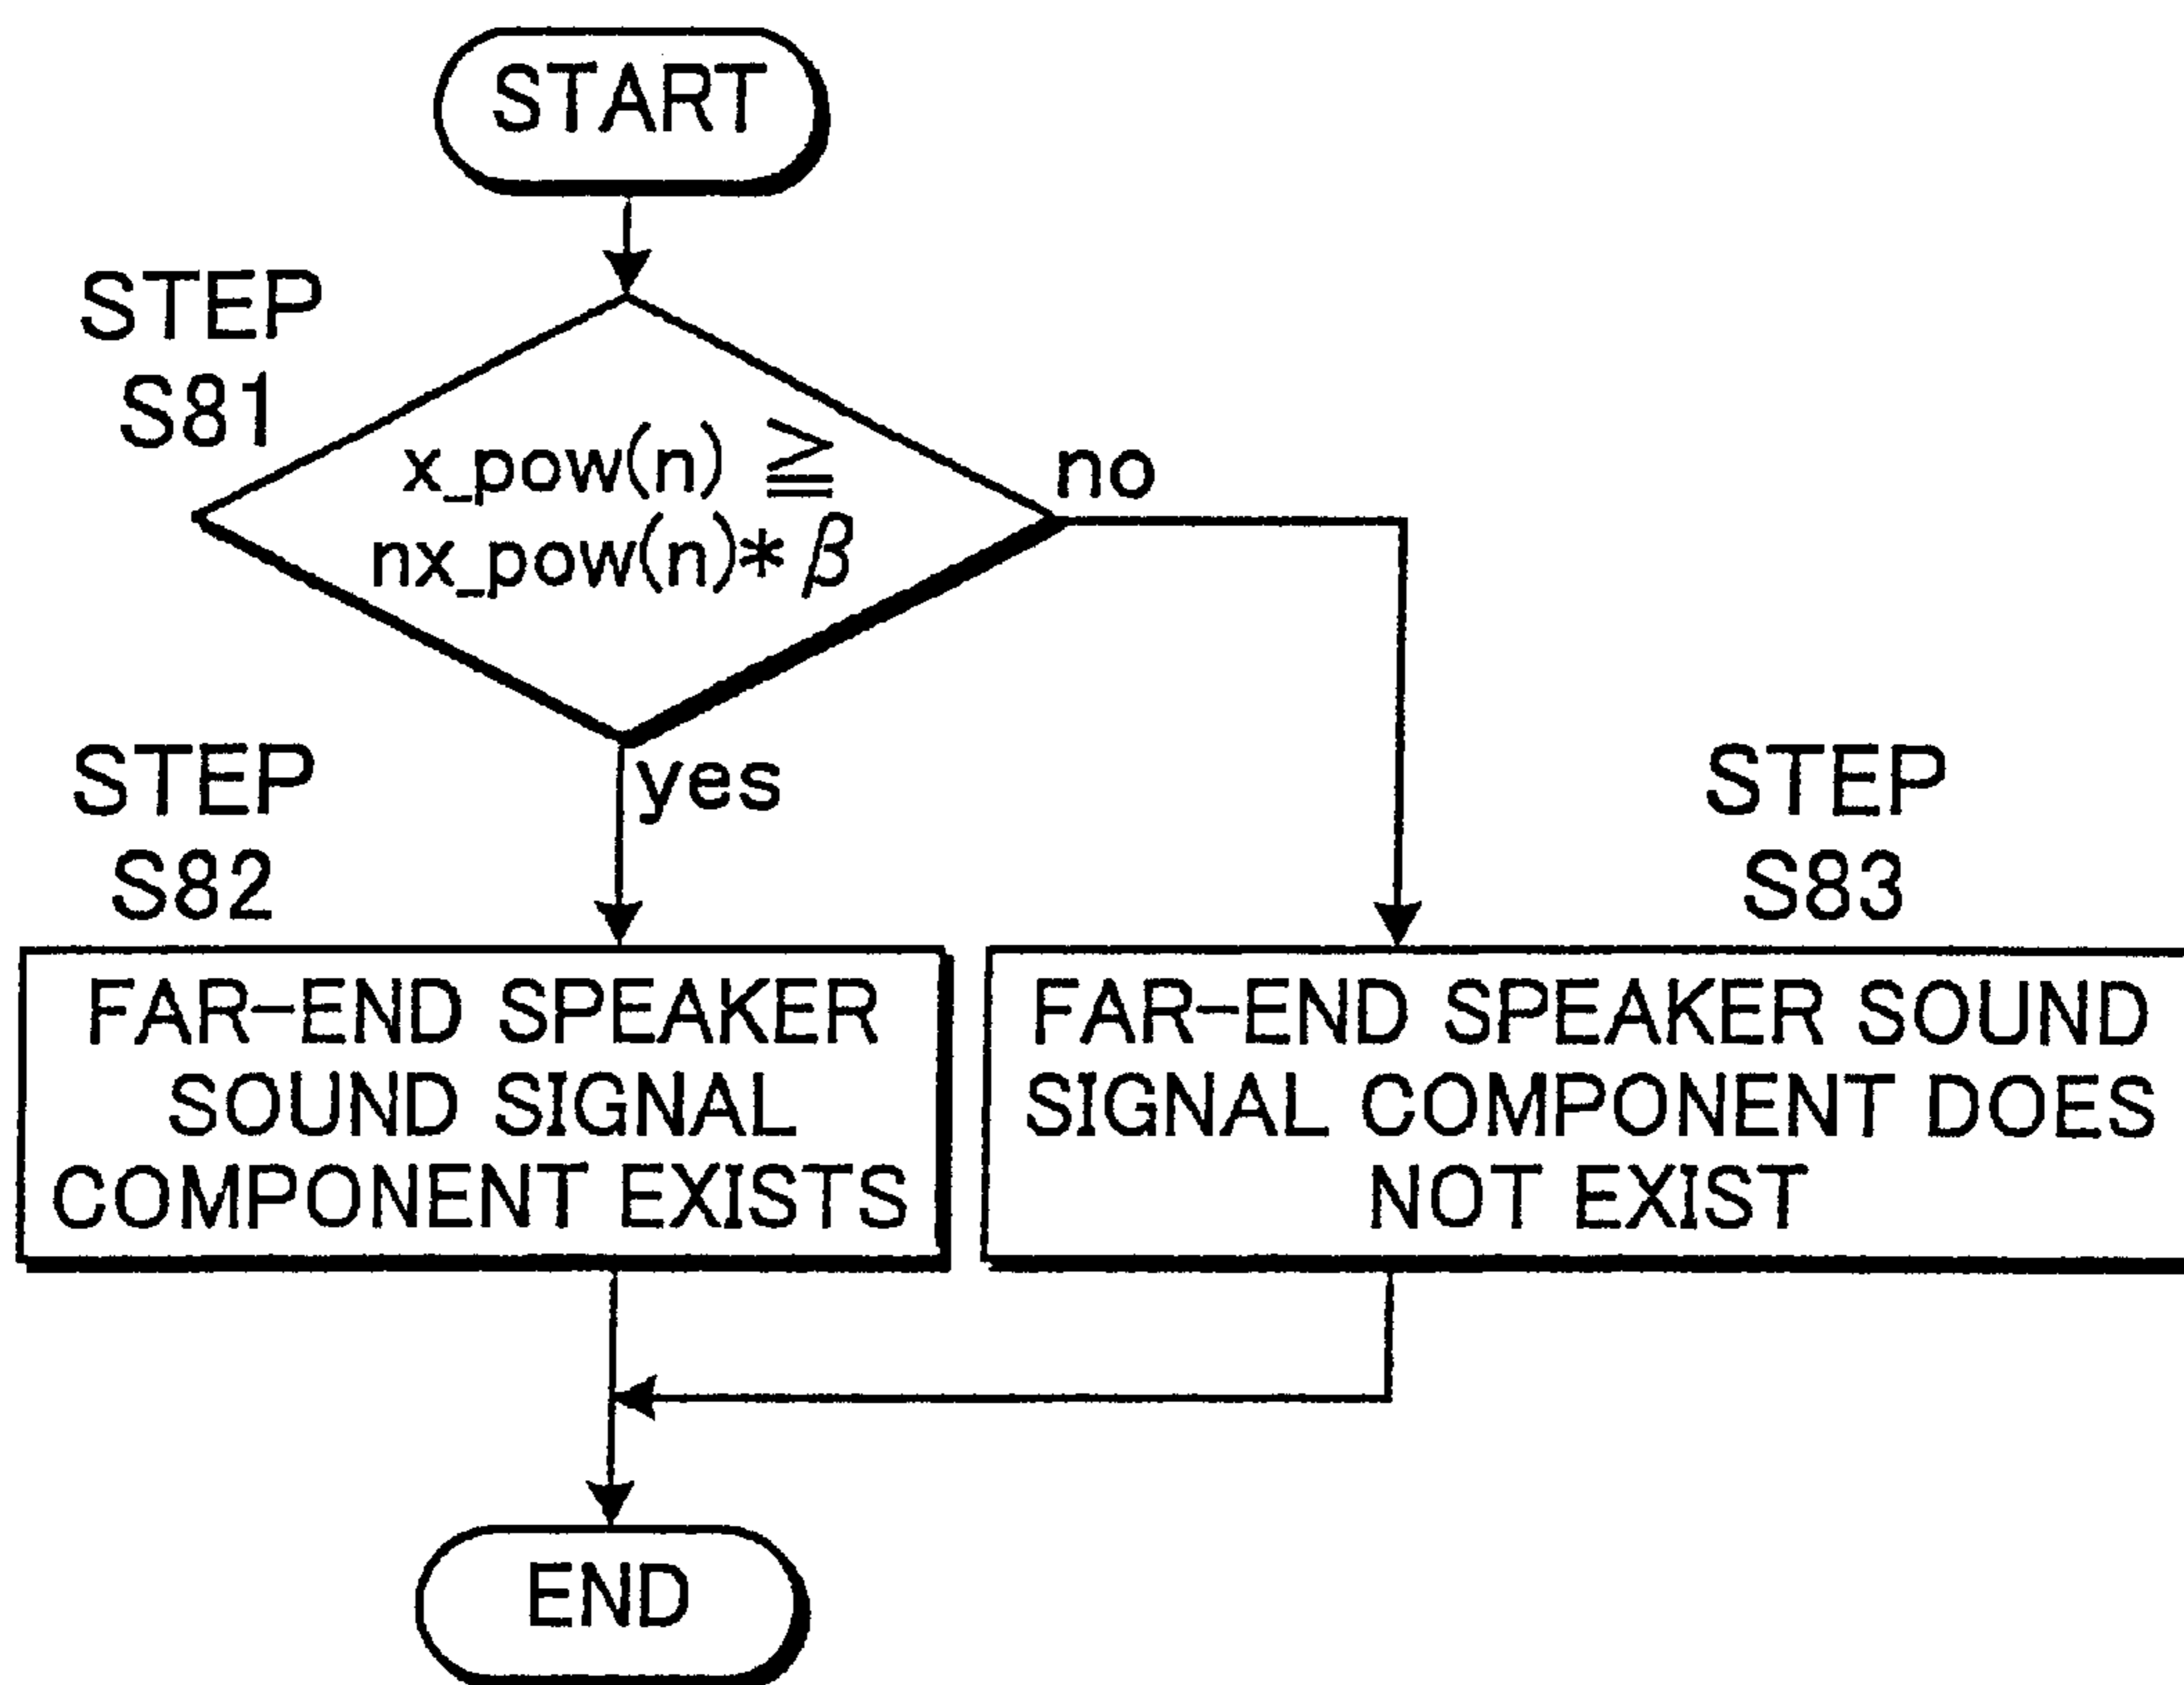 START
STEP
S81
x_pow(n) ≧
nx_pow(n)* β
no
yes
STEP
S82
STEP
S83
FAR-END SPEAKER
SOUND SIGNAL
COMPONENT EXISTS
FAR-END SPEAKER SOUND
SIGNAL COMPONENT DOES
NOT EXIST
END